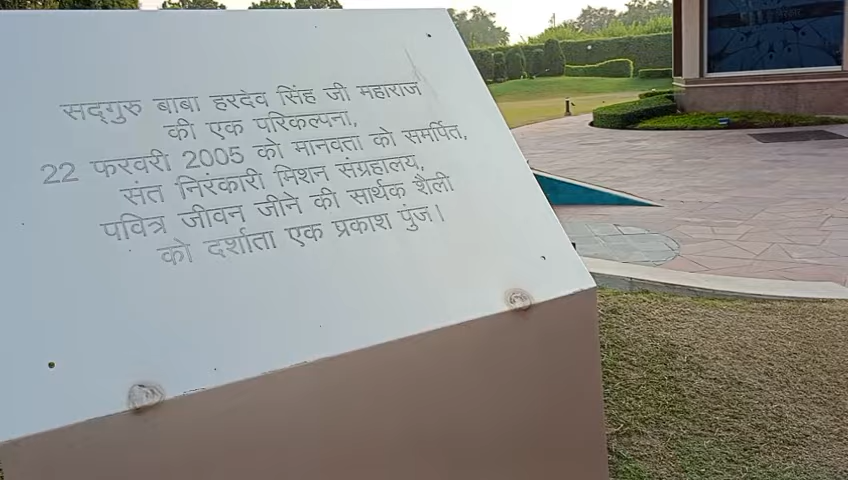 सद्गुरु बाबा हरदेव सिंह जी महाराज
की एक परिकल्पना,
22 फरवरी 2005 को मानवता को समर्पित,
संत निरंकारी मिशन संग्रहालय,
पवित्र जीवन जीने की सार्थक शैली
को दर्शाता एक प्रकाश पुंज।